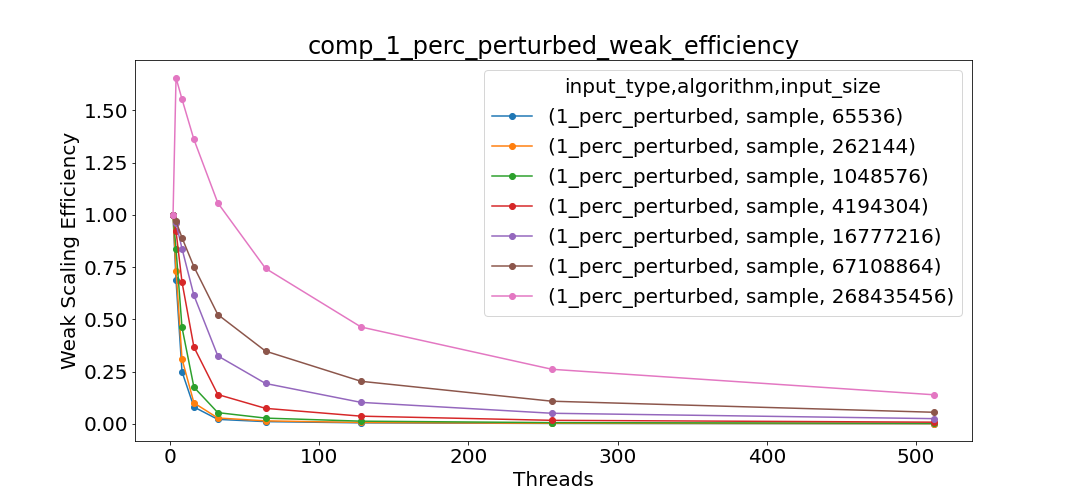 comp_1_perc_perturbed_weak_efficiency
Weak Scaling Efficiency
1.50
1.25
1.00
0.75
0.50
0.25
0.00
input_type,algorithm,input_size
(1_perc_perturbed, sample, 65536)
(1_perc_perturbed, sample, 262144)
(1_perc_perturbed, sample, 1048576)
(1_perc_perturbed, sample, 4194304)
(1_perc_perturbed, sample, 16777216)
(1_perc_perturbed, sample, 67108864)
(1_perc_perturbed, sample, 268435456)
0 100 200 300 400 500
Threads